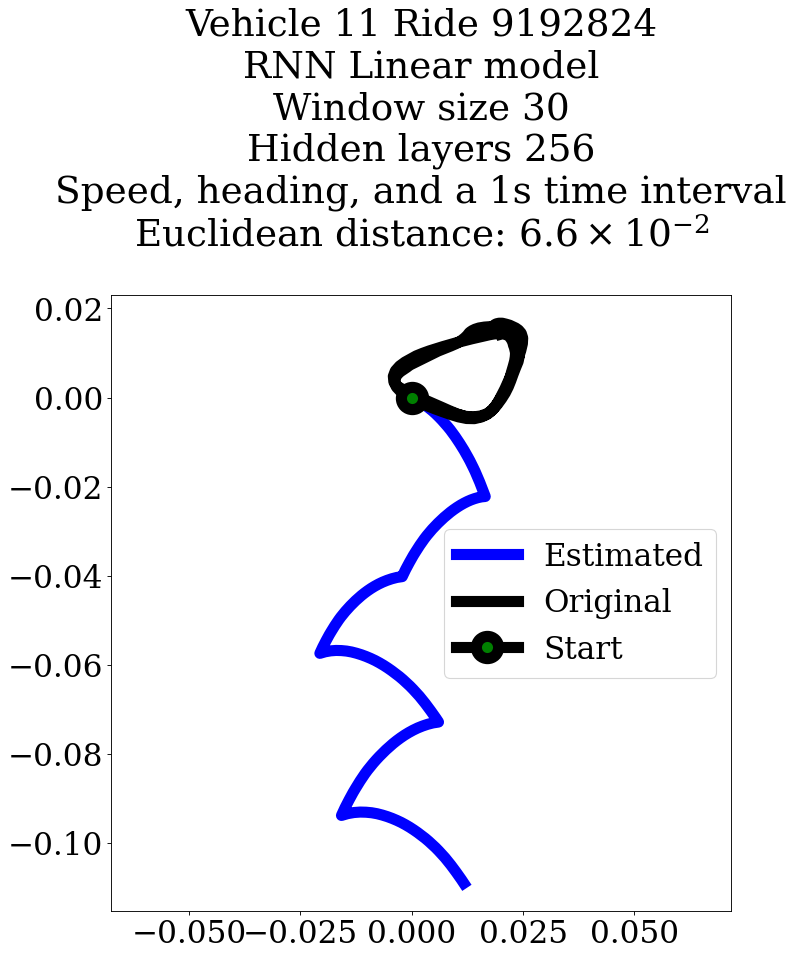 Vehicle 11 Ride 9192824
RNN Linear model
Window size 30
Hidden layers 256
Speed, heading, and a 1s time interval
Euclidean distance: 6.6 × 10⁻²
0.02
0.00
−0.02
−0.04
−0.06
−0.08
−0.10
Estimated
Original
Start
−0.050
−0.025
0.000
0.025
0.050